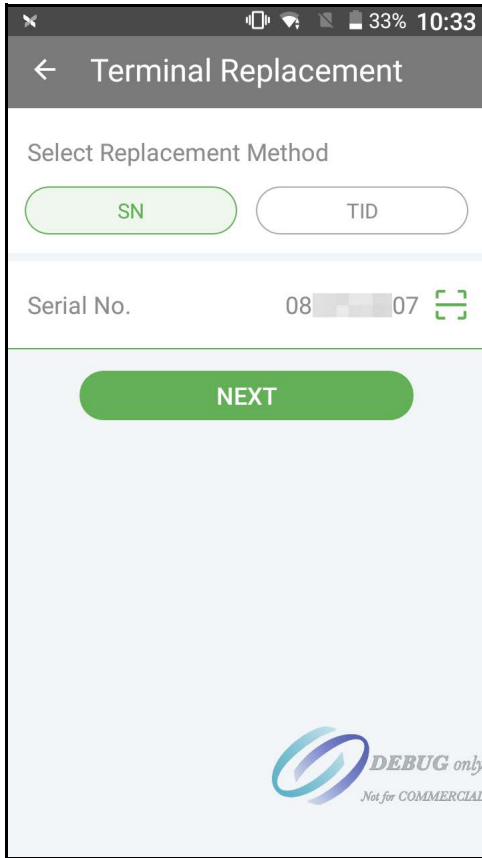 33% 10:33
Terminal Replacement
Select Replacement Method
SN TID
Serial No. 08 07
NEXT
DEBUG only
Not for COMMERCIAL